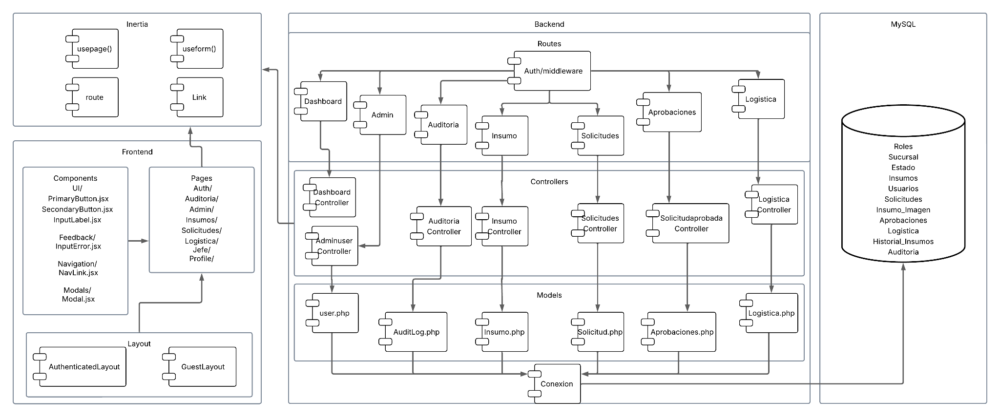 Inertia
usepage()
useform()
route
Link
Frontend
Components
UI/
PrimaryButton.jsx
SecondaryButton.jsx
InputLabel.jsx
Feedback/
InputError.jsx
Navigation/
NavLink.jsx
Modals/
Modal.jsx
Pages
Auth/
Auditoria/
Admin/
Insumos/
Solicitudes/
Logistica/
Jefe/
Profile/
Layout
AuthenticatedLayout
GuestLayout
Backend
Routes
Auth/middleware
Dashboard
Admin
Auditoria
Insumo
Solicitudes
Aprobaciones
Logistica
Controllers
Dashboard
Controller
Adminuser
Controller
Auditoria
Controller
Insumo
Controller
Solicitudes
Controller
Solicitudaprobada
Controller
Logistica
Controller
Models
user.php
AuditLog.php
Insumo.php
Solicitud.php
Aprobaciones.php
Logistica.php
Conexion
MySQL
Roles
Sucursal
Estado
Insumos
Usuarios
Solicitudes
Insumo_Imagen
Aprobaciones
Logistica
Historial_Insumos
Auditoria